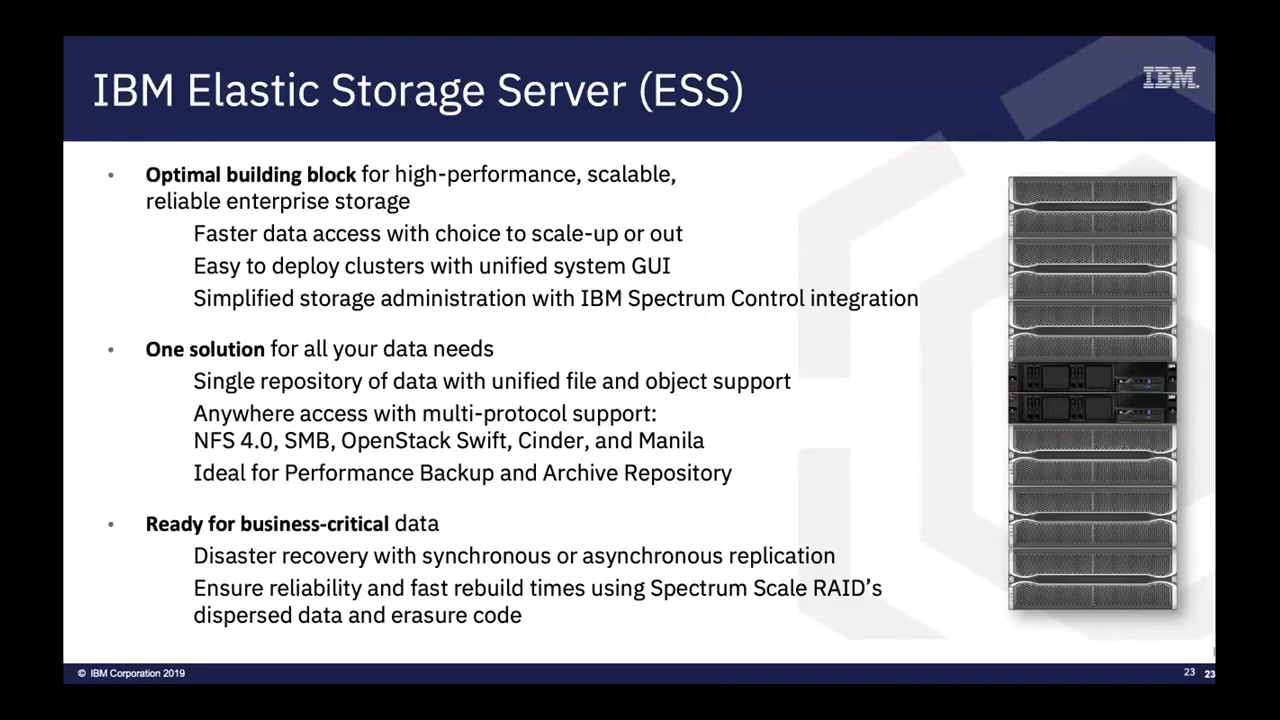 IBM Elastic Storage Server (ESS)
IBM
• Optimal building block for high-performance, scalable,
reliable enterprise storage
Faster data access with choice to scale-up or out
Easy to deploy clusters with unified system GUI
Simplified storage administration with IBM Spectrum Control integration
• One solution for all your data needs
Single repository of data with unified file and object support
Anywhere access with multi-protocol support:
NFS 4.0, SMB, OpenStack Swift, Cinder, and Manila
Ideal for Performance Backup and Archive Repository
• Ready for business-critical data
Disaster recovery with synchronous or asynchronous replication
Ensure reliability and fast rebuild times using Spectrum Scale RAID’s
dispersed data and erasure code
© IBM Corporation 2019
23 23